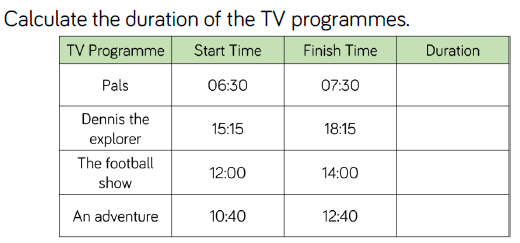 Calculate the duration of the TV programmes.
TV Programme Start Time Finish Time Duration
Pals 06:30 07:30
Dennis the
explorer 15:15 18:15
The football
show 12:00 14:00
An adventure 10:40 12:40